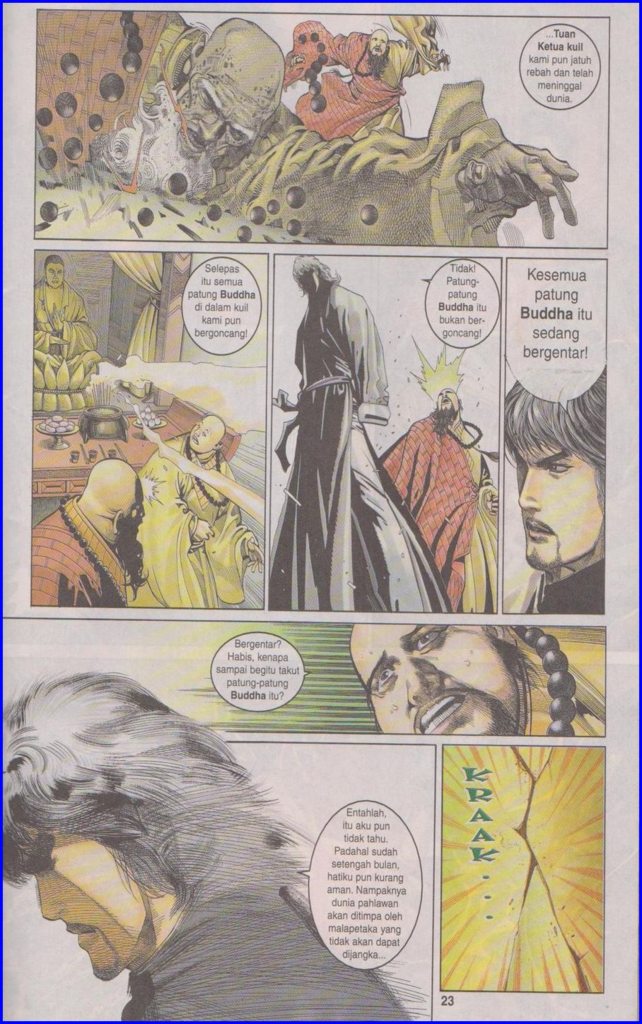 ...Tuan
Ketua kuil
kami pun jatuh
rebah dan telah
meninggal
dunia.
Selepas
itu semua
patung Buddha
di dalam kuil
kami pun
bergoncang!
Tidak!
Patung-
patung
Buddha itu
bukan ber-
goncang!
Kesemua
patung
Buddha itu
sedang
bergentar!
Bergentar?
Habis, kenapa
sampai begitu takut
patung-patung
Buddha itu?
Entahlah,
itu aku pun
tidak tahu.
Padahal sudah
setengah bulan,
hatiku pun kurang
aman. Nampaknya
dunia pahlawan
akan ditimpa oleh
malapetaka yang
tidak akan dapat
dijangka...
KRAAK...
23